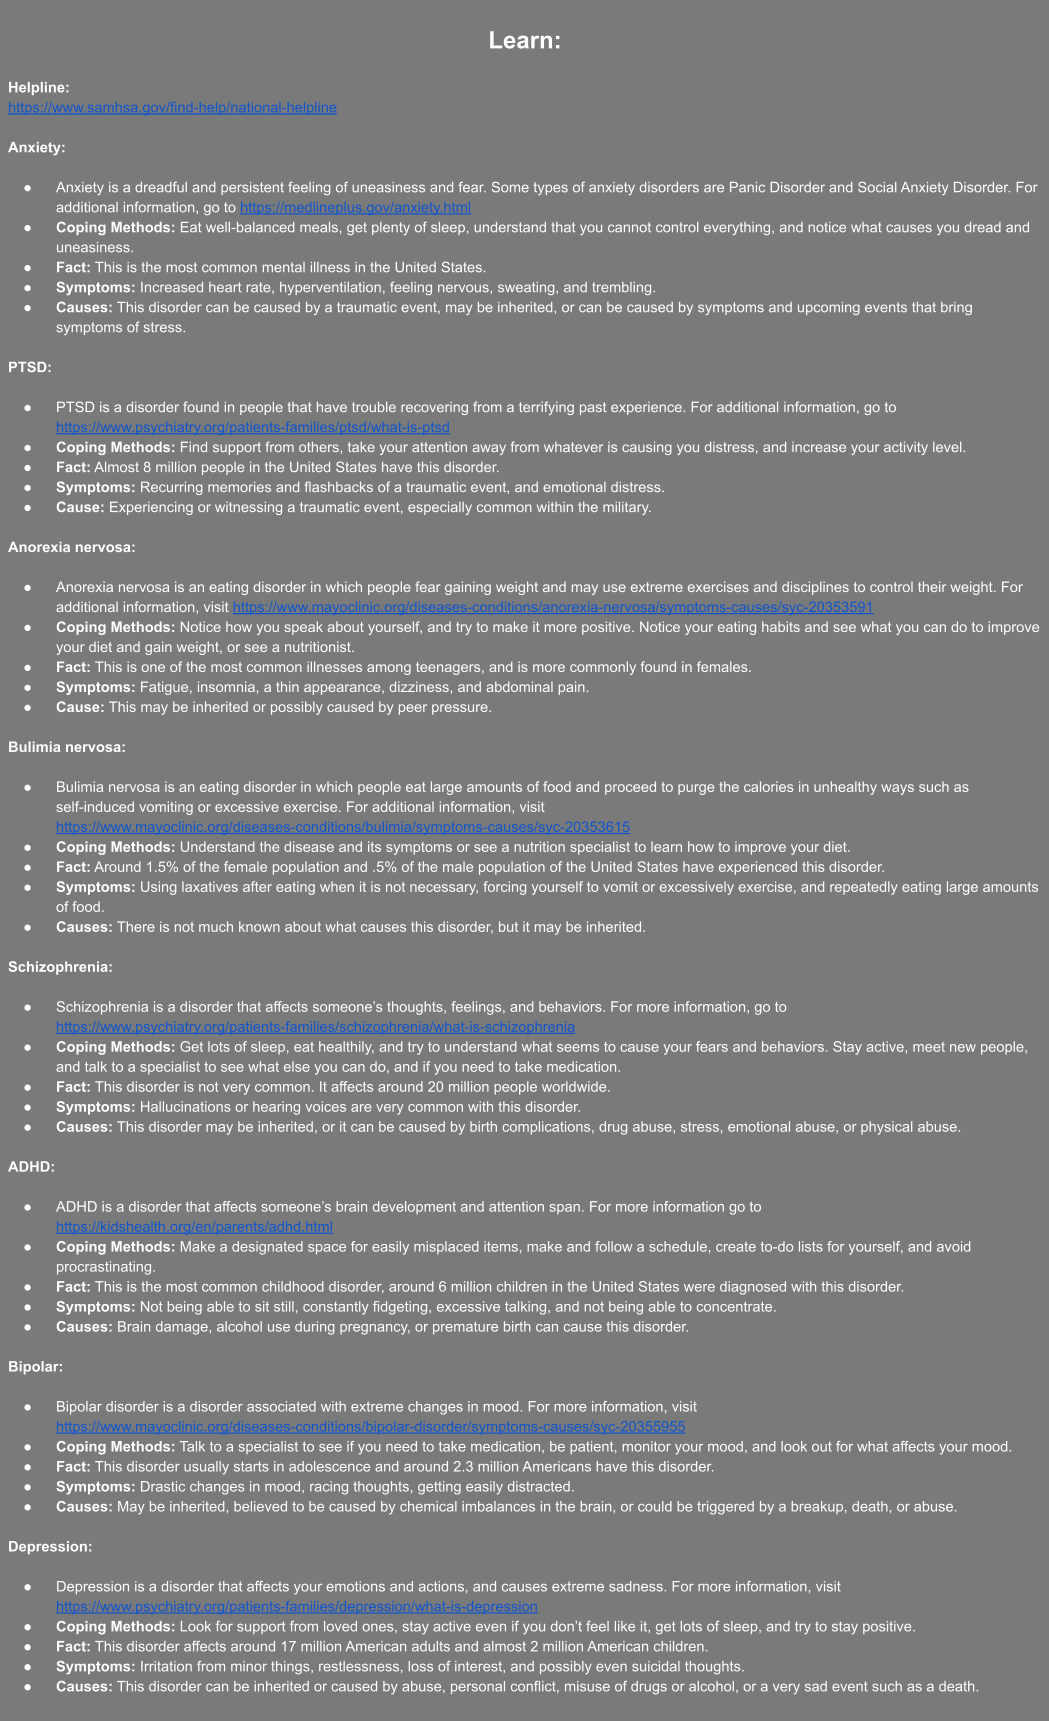 Learn:
Helpline:
https://www.samhsa.gov/find-help/national-helpline
Anxiety:
● Anxiety is a dreadful and persistent feeling of uneasiness and fear. Some types of anxiety disorders are Panic Disorder and Social Anxiety Disorder. For
additional information, go to https://medlineplus.gov/anxiety.html
● Coping Methods: Eat well-balanced meals, get plenty of sleep, understand that you cannot control everything, and notice what causes you dread and
uneasiness.
● Fact: This is the most common mental illness in the United States.
● Symptoms: Increased heart rate, hyperventilation, feeling nervous, sweating, and trembling.
● Causes: This disorder can be caused by a traumatic event, may be inherited, or can be caused by symptoms and upcoming events that bring
symptoms of stress.
PTSD:
● PTSD is a disorder found in people that have trouble recovering from a terrifying past experience. For additional information, go to
https://www.psychiatry.org/patients-families/ptsd/what-is-ptsd
● Coping Methods: Find support from others, take your attention away from whatever is causing you distress, and increase your activity level.
● Fact: Almost 8 million people in the United States have this disorder.
● Symptoms: Recurring memories and flashbacks of a traumatic event, and emotional distress.
● Cause: Experiencing or witnessing a traumatic event, especially common within the military.
Anorexia nervosa:
● Anorexia nervosa is an eating disorder in which people fear gaining weight and may use extreme exercises and disciplines to control their weight. For
additional information, visit https://www.mayoclinic.org/diseases-conditions/anorexia-nervosa/symptoms-causes/syc-20353591
● Coping Methods: Notice how you speak about yourself, and try to make it more positive. Notice your eating habits and see what you can do to improve
your diet and gain weight, or see a nutritionist.
● Fact: This is one of the most common illnesses among teenagers, and is more commonly found in females.
● Symptoms: Fatigue, insomnia, a thin appearance, dizziness, and abdominal pain.
● Cause: This may be inherited or possibly caused by peer pressure.
Bulimia nervosa:
● Bulimia nervosa is an eating disorder in which people eat large amounts of food and proceed to purge the calories in unhealthy ways such as
self-induced vomiting or excessive exercise. For additional information, visit
https://www.mayoclinic.org/diseases-conditions/bulimia/symptoms-causes/syc-20353615
● Coping Methods: Understand the disease and its symptoms or see a nutrition specialist to learn how to improve your diet.
● Fact: Around 1.5% of the female population and .5% of the male population of the United States have experienced this disorder.
● Symptoms: Using laxatives after eating when it is not necessary, forcing yourself to vomit or excessively exercise, and repeatedly eating large amounts
of food.
● Causes: There is not much known about what causes this disorder, but it may be inherited.
Schizophrenia:
● Schizophrenia is a disorder that affects someone’s thoughts, feelings, and behaviors. For more information, go to
https://www.psychiatry.org/patients-families/schizophrenia/what-is-schizophrenia
● Coping Methods: Get lots of sleep, eat healthily, and try to understand what seems to cause your fears and behaviors. Stay active, meet new people,
and talk to a specialist to see what else you can do, and if you need to take medication.
● Fact: This disorder is not very common. It affects around 20 million people worldwide.
● Symptoms: Hallucinations or hearing voices are very common with this disorder.
● Causes: This disorder may be inherited, or it can be caused by birth complications, drug abuse, stress, emotional abuse, or physical abuse.
ADHD:
● ADHD is a disorder that affects someone’s brain development and attention span. For more information go to
https://kidshealth.org/en/parents/adhd.html
● Coping Methods: Make a designated space for easily misplaced items, make and follow a schedule, create to-do lists for yourself, and avoid
procrastinating.
● Fact: This is the most common childhood disorder, around 6 million children in the United States were diagnosed with this disorder.
● Symptoms: Not being able to sit still, constantly fidgeting, excessive talking, and not being able to concentrate.
● Causes: Brain damage, alcohol use during pregnancy, or premature birth can cause this disorder.
Bipolar:
● Bipolar disorder is a disorder associated with extreme changes in mood. For more information, visit
https://www.mayoclinic.org/diseases-conditions/bipolar-disorder/symptoms-causes/syc-20355955
● Coping Methods: Talk to a specialist to see if you need to take medication, be patient, monitor your mood, and look out for what affects your mood.
● Fact: This disorder usually starts in adolescence and around 2.3 million Americans have this disorder.
● Symptoms: Drastic changes in mood, racing thoughts, getting easily distracted.
● Causes: May be inherited, believed to be caused by chemical imbalances in the brain, or could be triggered by a breakup, death, or abuse.
Depression:
● Depression is a disorder that affects your emotions and actions, and causes extreme sadness. For more information, visit
https://www.psychiatry.org/patients-families/depression/what-is-depression
● Coping Methods: Look for support from loved ones, stay active even if you don’t feel like it, get lots of sleep, and try to stay positive.
● Fact: This disorder affects around 17 million American adults and almost 2 million American children.
● Symptoms: Irritation from minor things, restlessness, loss of interest, and possibly even suicidal thoughts.
● Causes: This disorder can be inherited or caused by abuse, personal conflict, misuse of drugs or alcohol, or a very sad event such as a death.